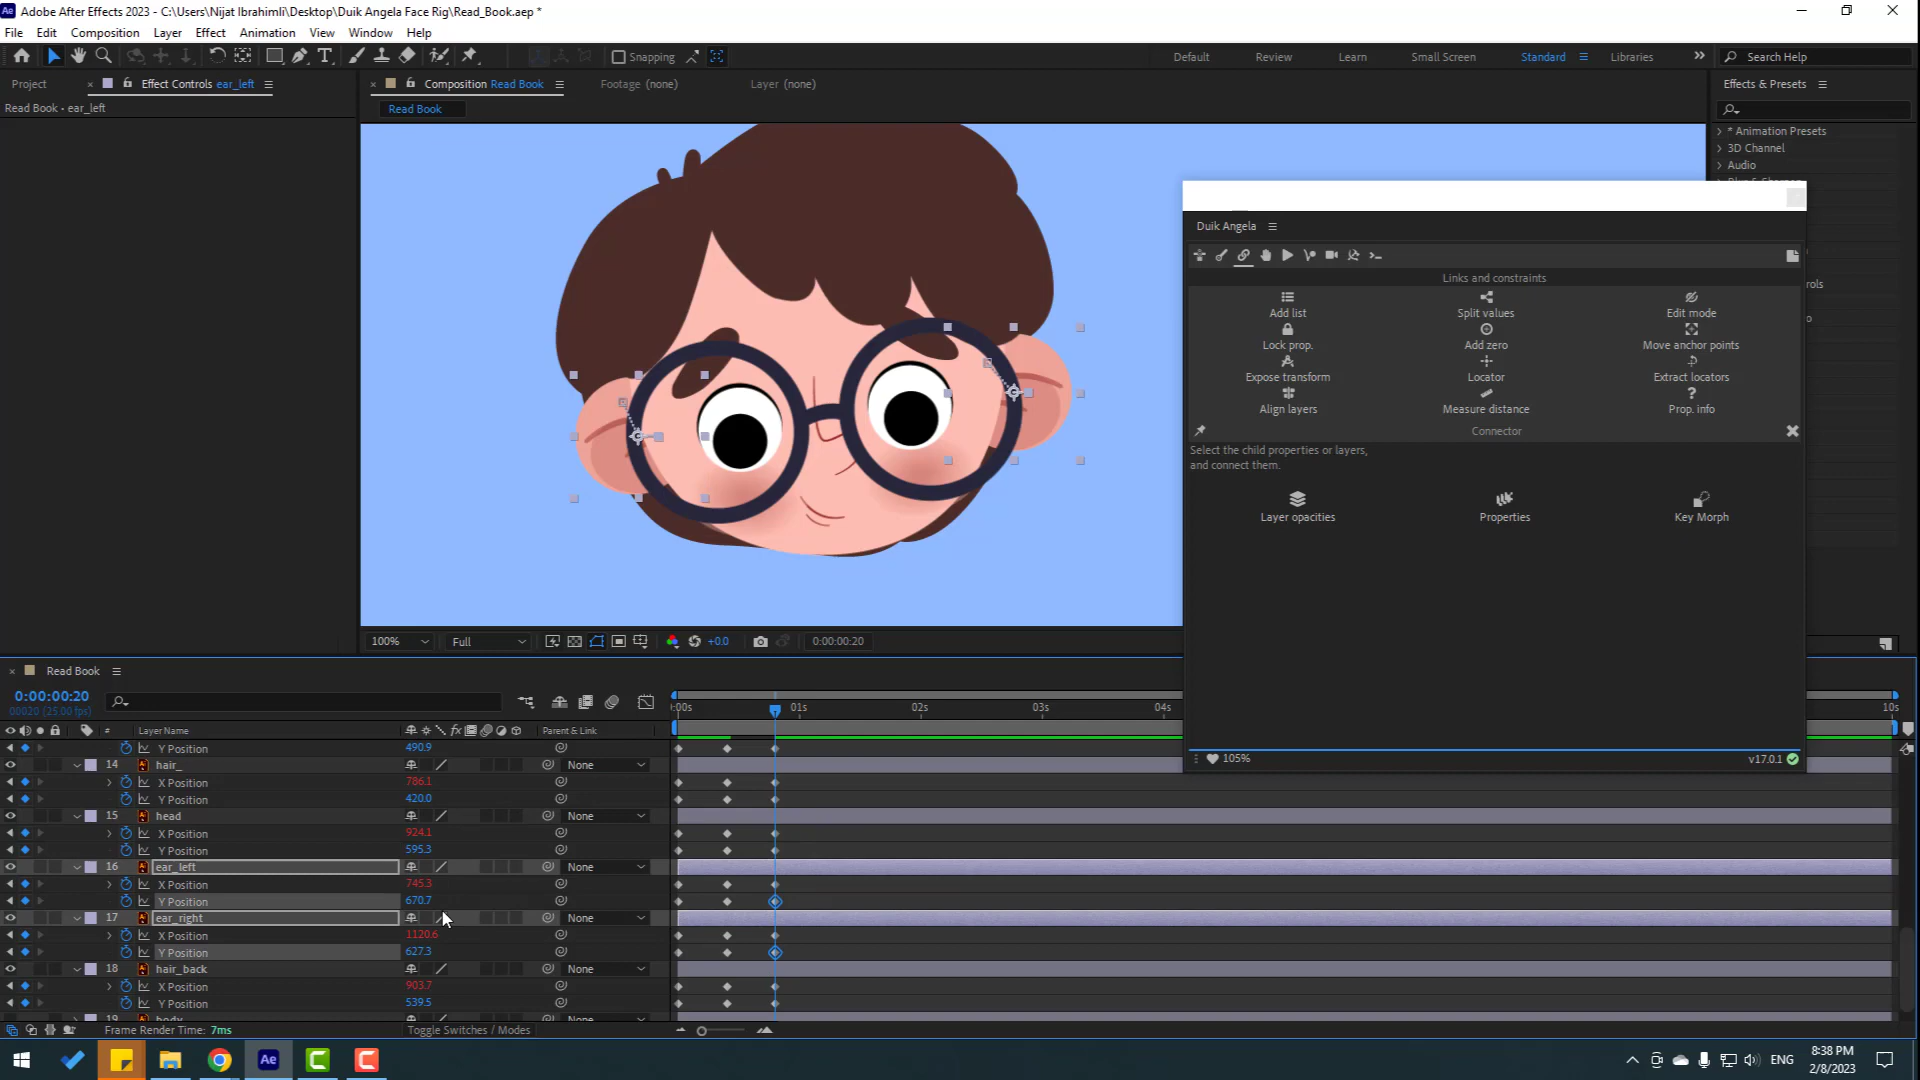 Adobe After Effects 2023 - C:\Users\Nijat Ibrahimli\Desktop\Duik Angela Face Rig\Read_Book.aep *
File Edit Composition Layer Effect Animation View Window Help
Snapping
Default Review Learn Small Screen Standard Libraries Search Help
Project Effect Controls ear_left Composition Read Book Footage (none) Layer (none) Effects & Presets
Read Book • ear_left Read Book
* Animation Presets
3D Channel
Audio
Duik Angela
Links and constraints
Add list Split values Edit mode
Lock prop. Add zero Move anchor points
Expose transform Locator Extract locators
Align layers Measure distance Prop. info
Connector
Select the child properties or layers,
and connect them.
Layer opacities Properties Key Morph
105% v17.0.1
100% Full +0.0 0:00:00:20
Read Book
0:00:00:20
00020 (25.00 fps)
:00s 01s 02s 03s 04s 10s
# Layer Name Parent & Link
Y Position 490.9
14 hair_ None
X Position 786.1
Y Position 420.0
15 head None
X Position 924.1
Y Position 595.3
16 ear_left None
X Position 745.3
Y Position 670.7
17 ear_right None
X Position 1120.6
Y Position 627.3
18 hair_back None
X Position 903.7
Y Position 539.5
19 body None
Frame Render Time: 7ms Toggle Switches / Modes
ENG 8:38 PM
2/8/2023